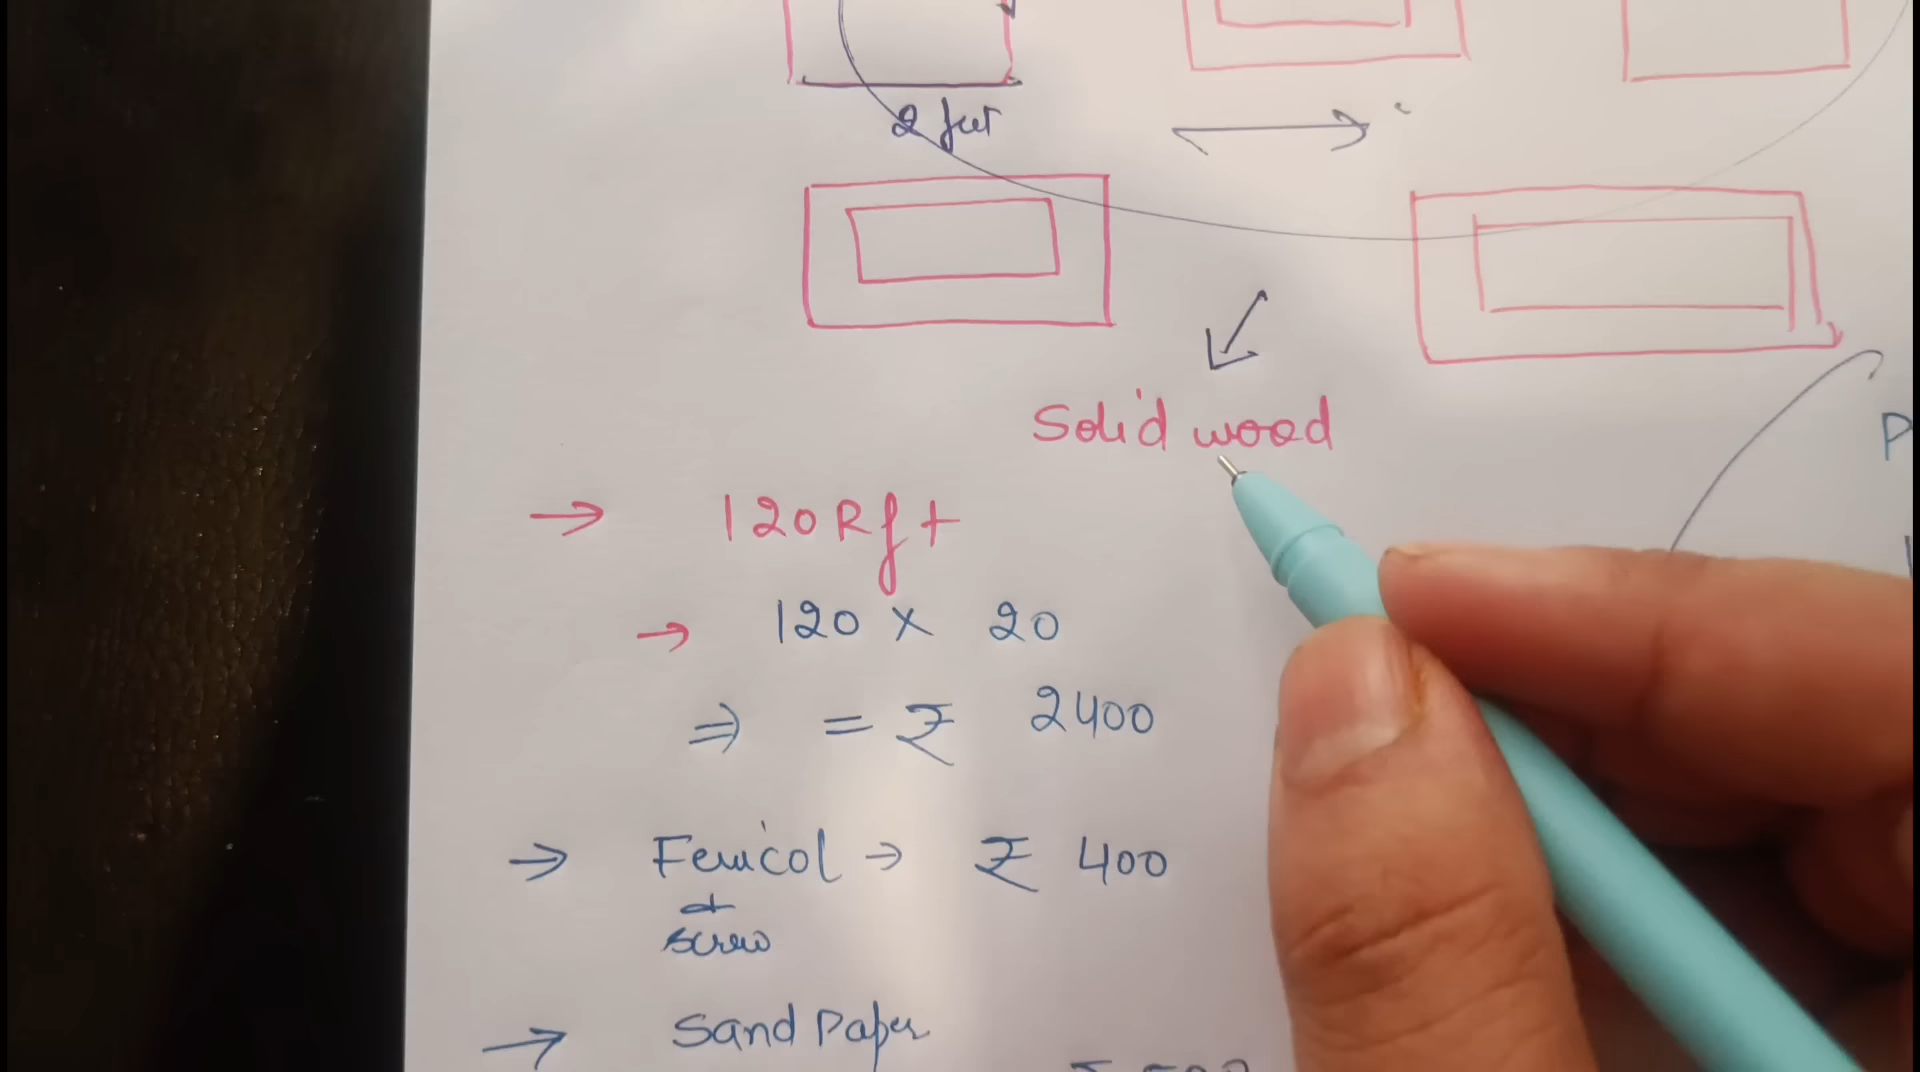 2 feet
Solid wood
→ 120 Rft
→ 120 × 20
⇒ = ₹ 2400
→ Fevicol → ₹ 400
+
screw
→ Sand Paper
P